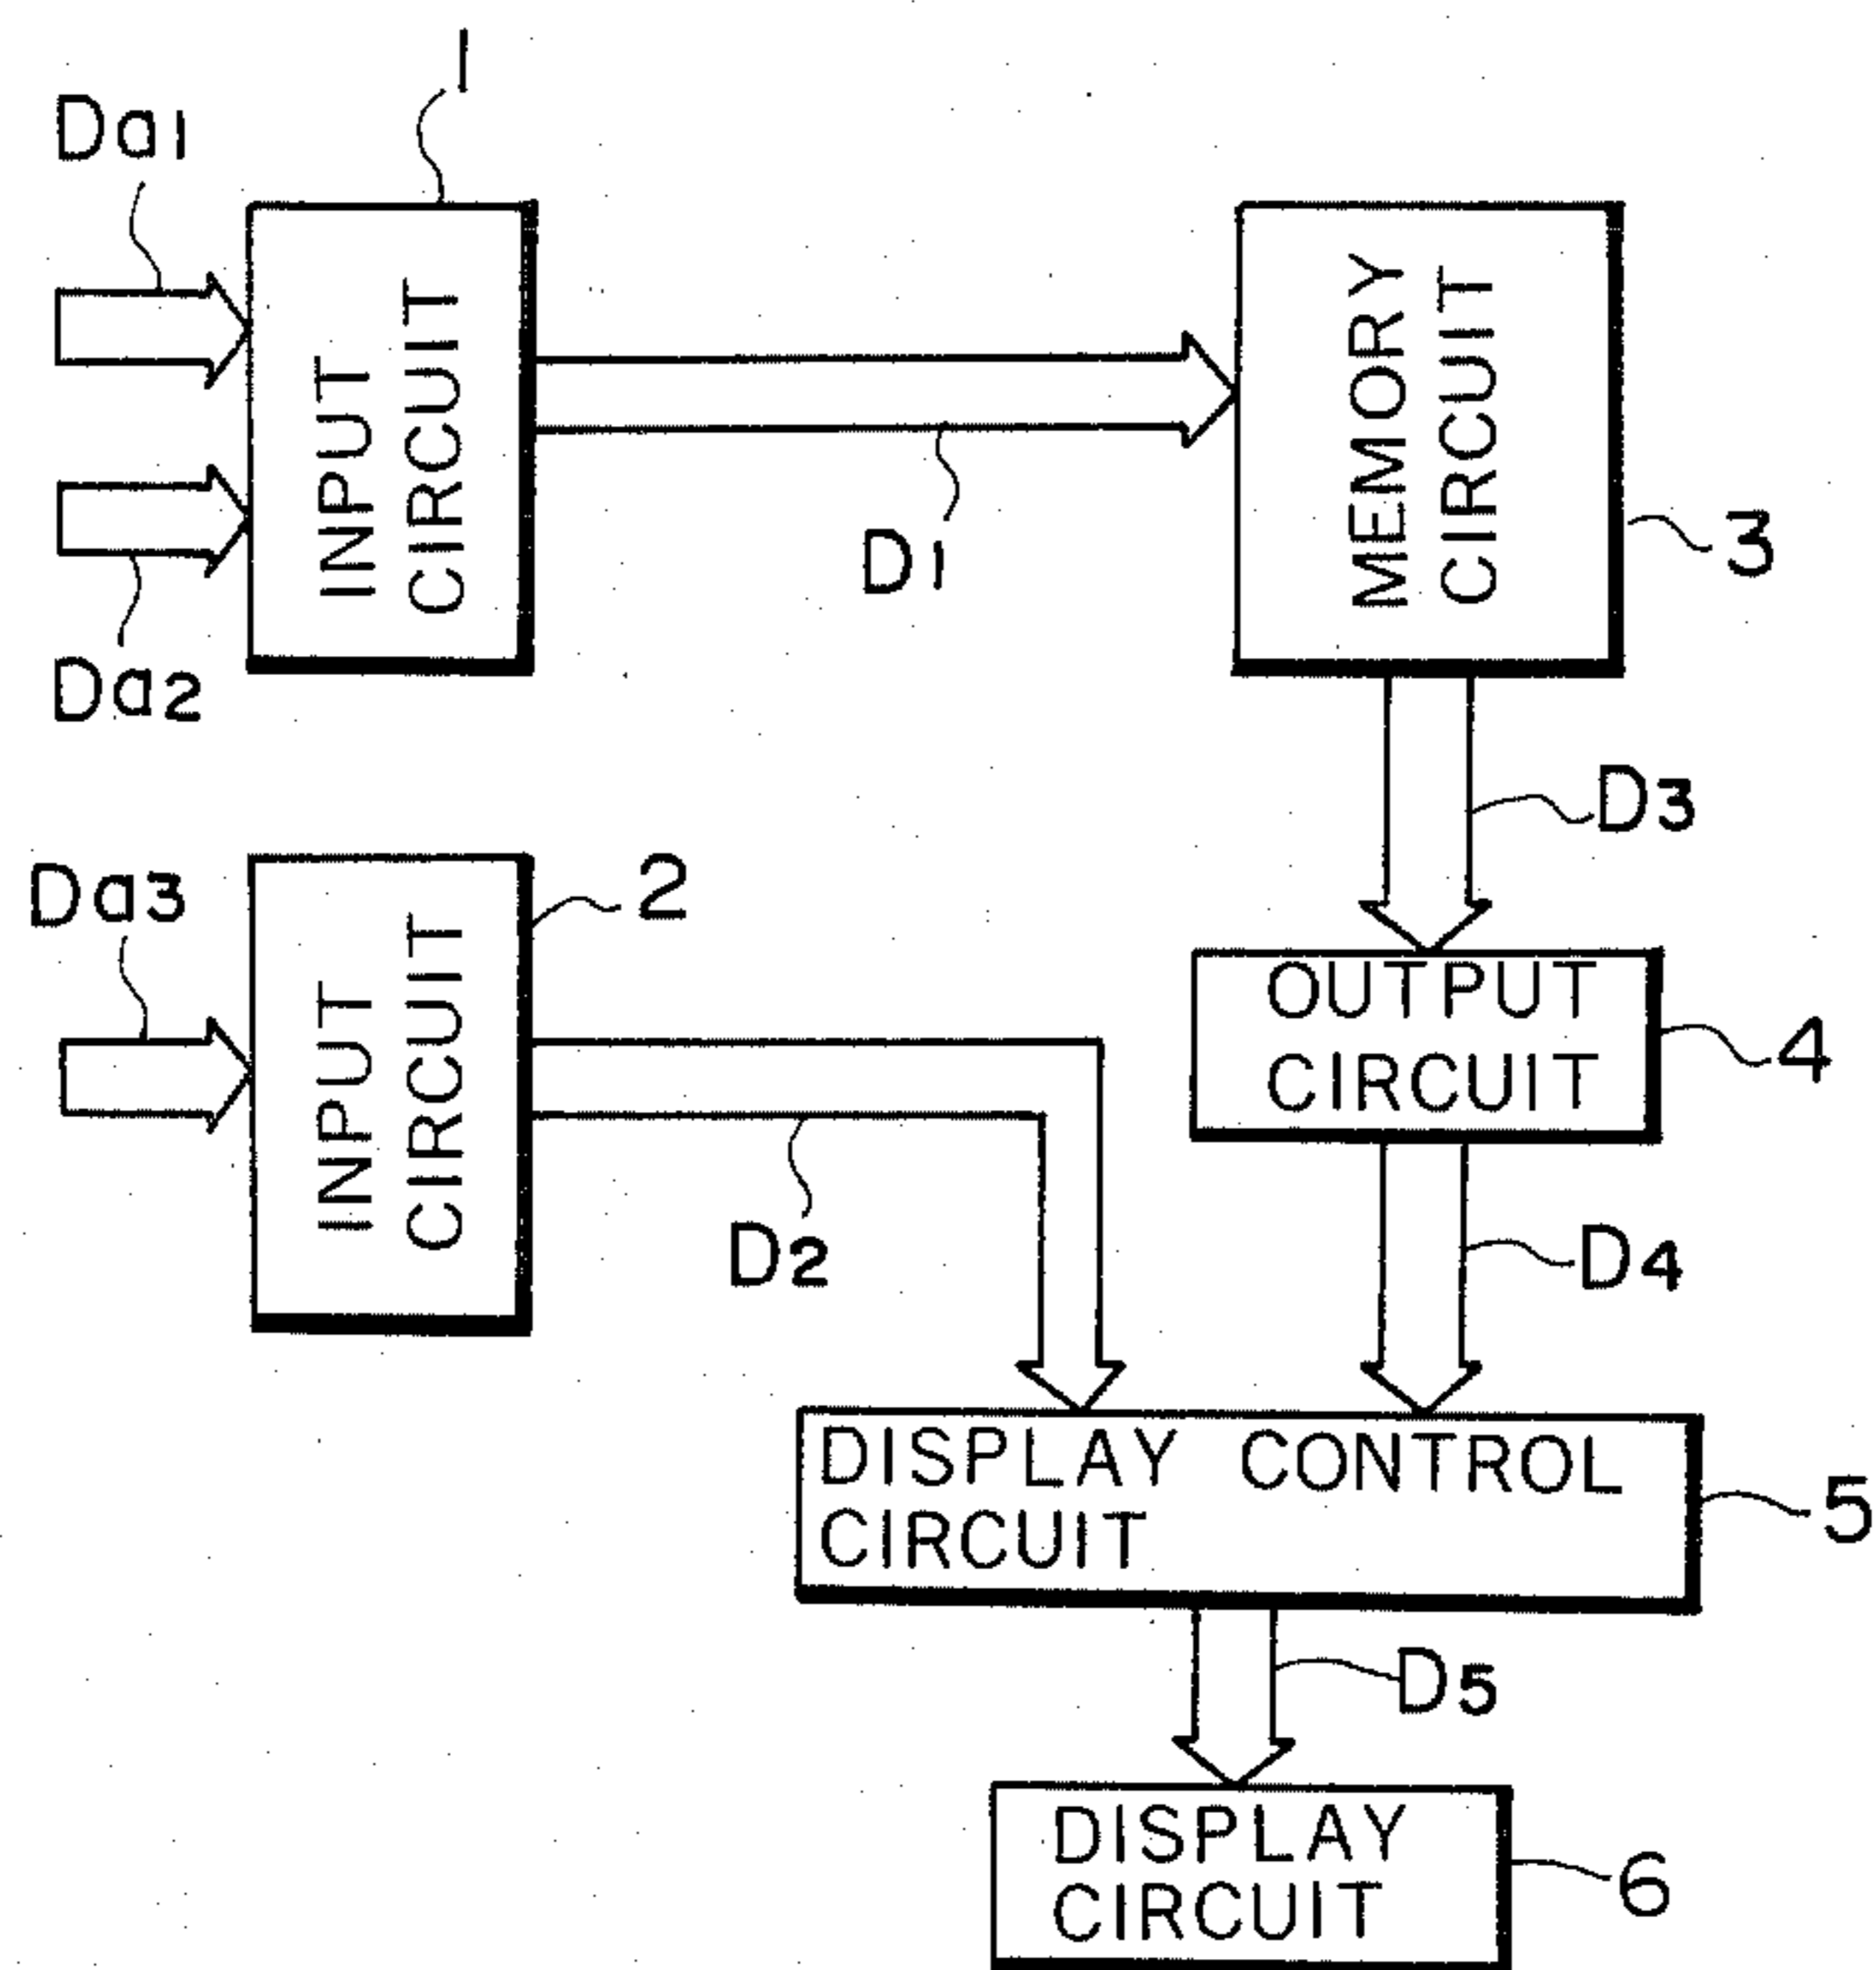 1
Da1
INPUT
CIRCUIT
MEMORY
CIRCUIT
D1
3
Da2
D3
2
Da3
INPUT
CIRCUIT
OUTPUT
CIRCUIT
4
D2
D4
DISPLAY CONTROL
CIRCUIT
5
D5
DISPLAY
CIRCUIT
6